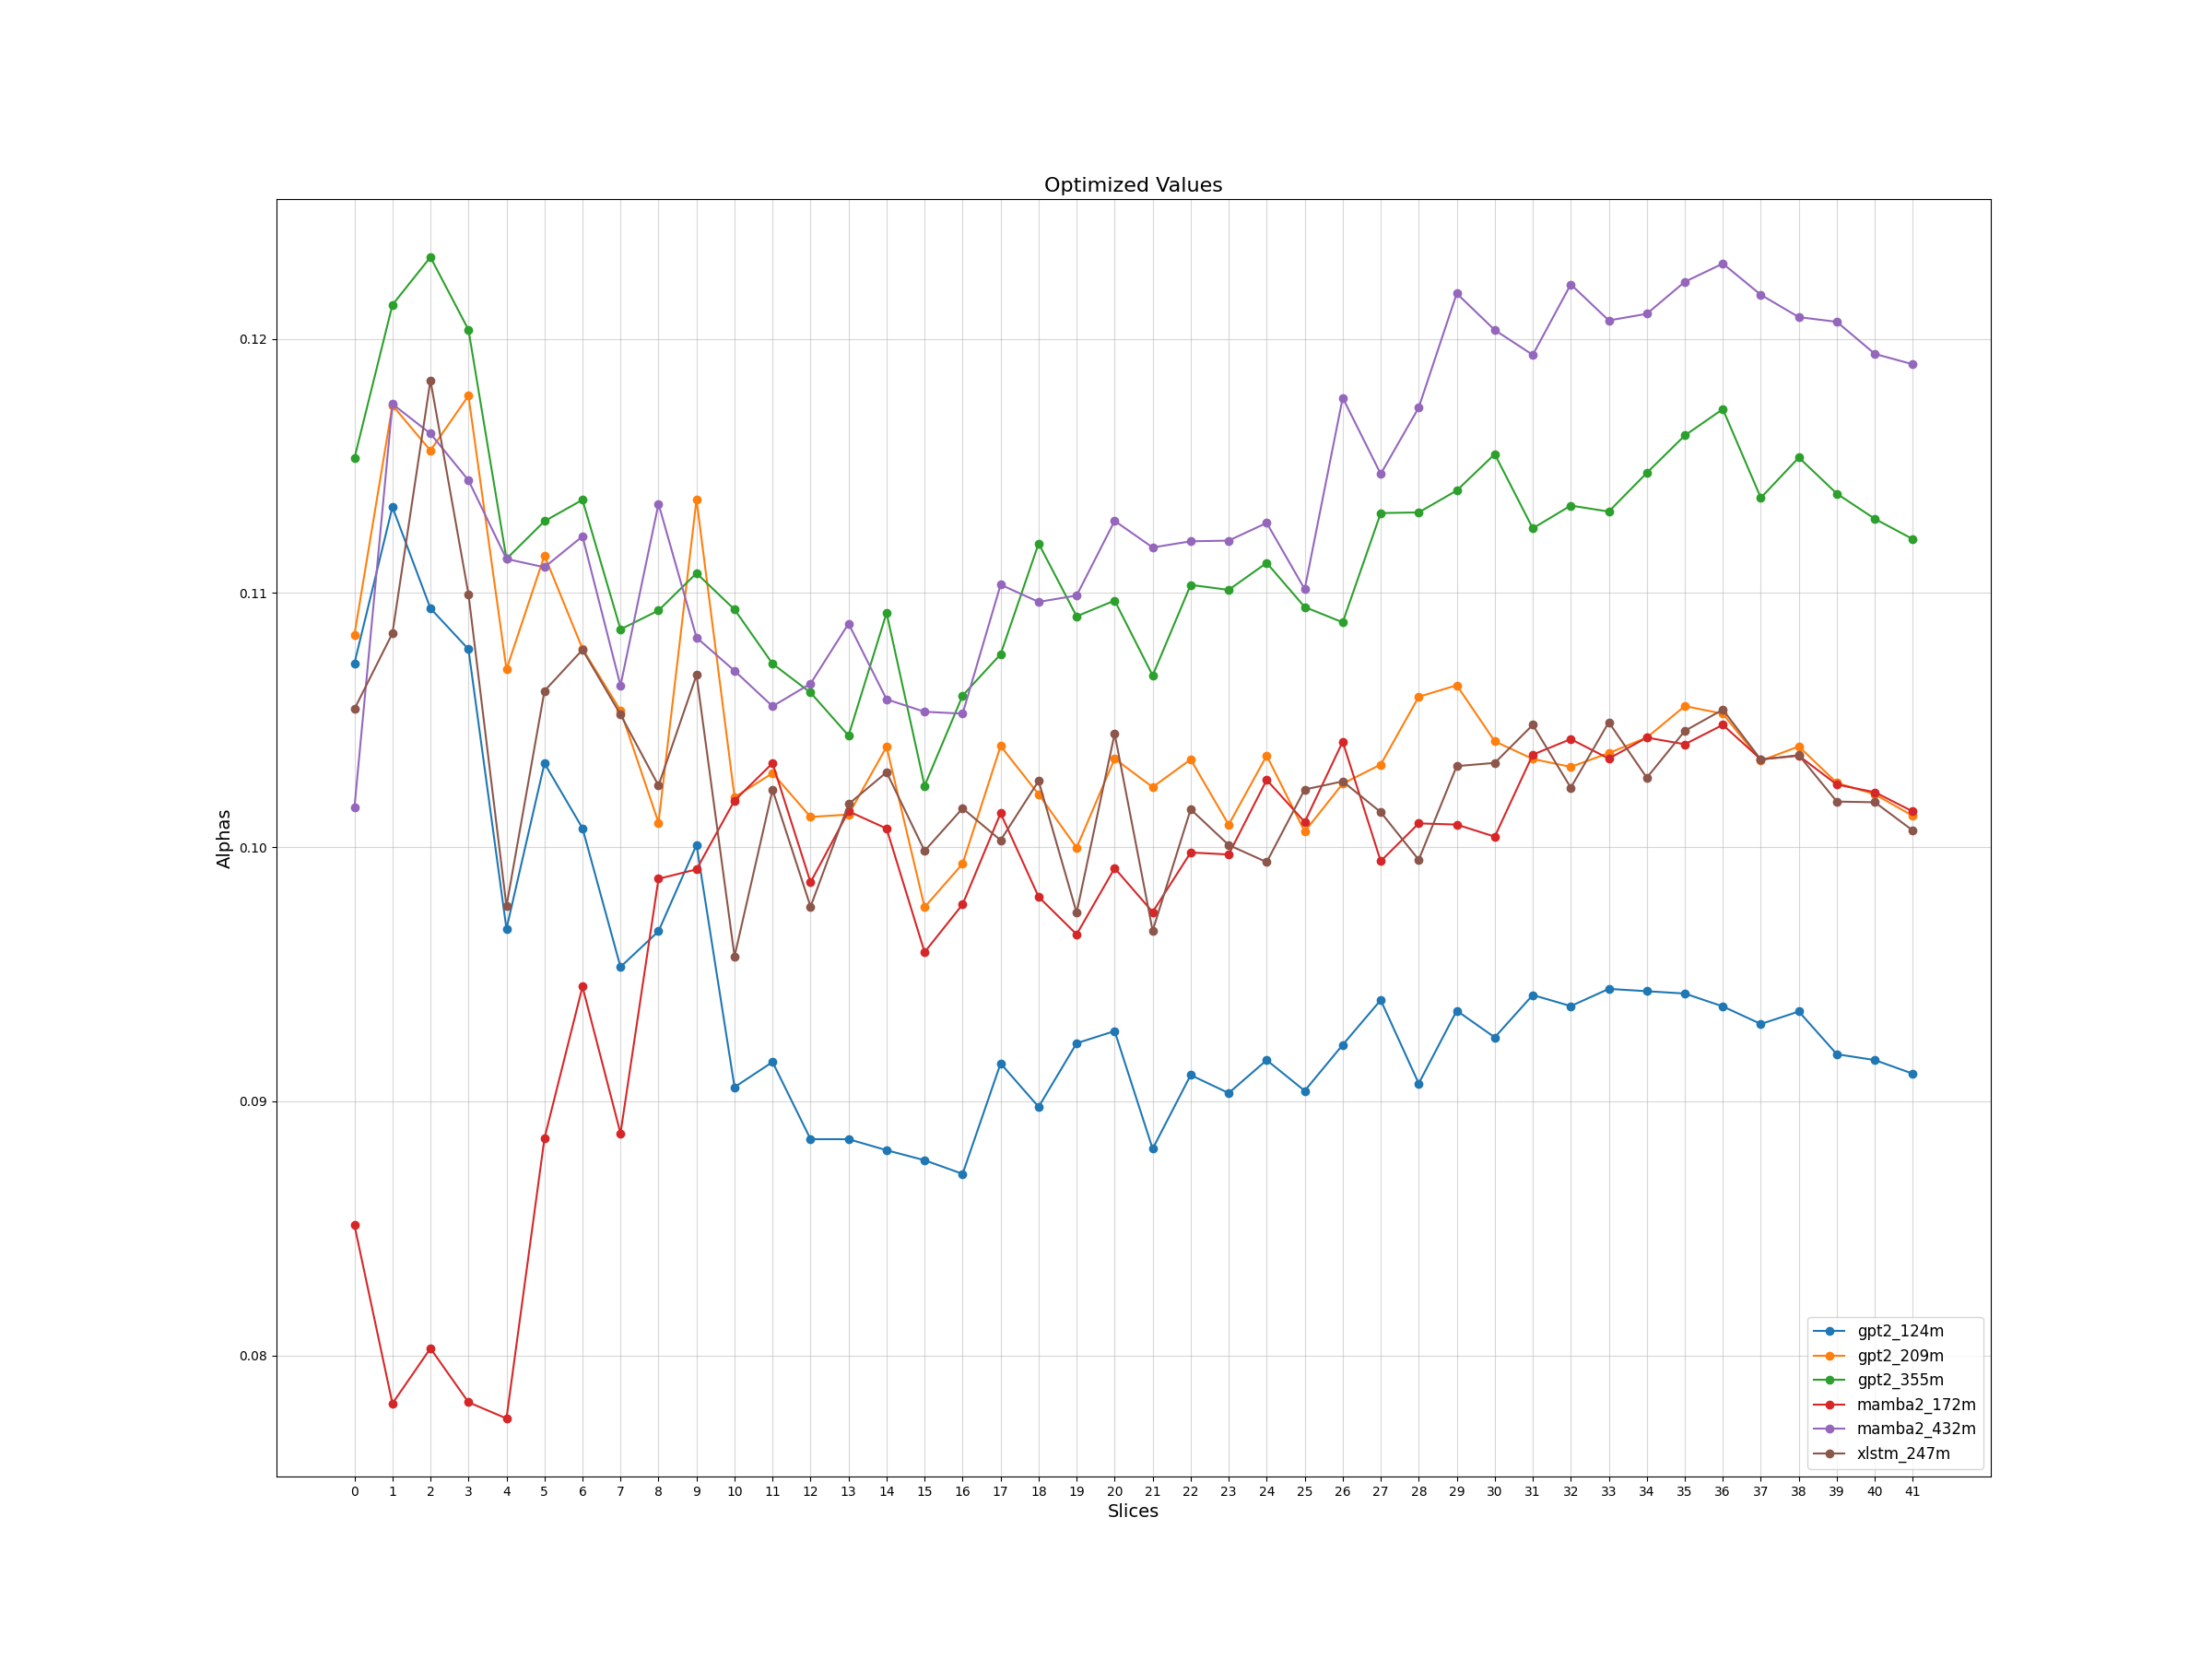 Optimized Values
0.12
0.11
0.10
0.09
0.08
Alphas
0 1 2 3 4 5 6 7 8 9 10 11 12 13 14 15 16 17 18 19 20 21 22 23 24 25 26 27 28 29 30 31 32 33 34 35 36 37 38 39 40 41
Slices
gpt2_124m
gpt2_209m
gpt2_355m
mamba2_172m
mamba2_432m
xlstm_247m